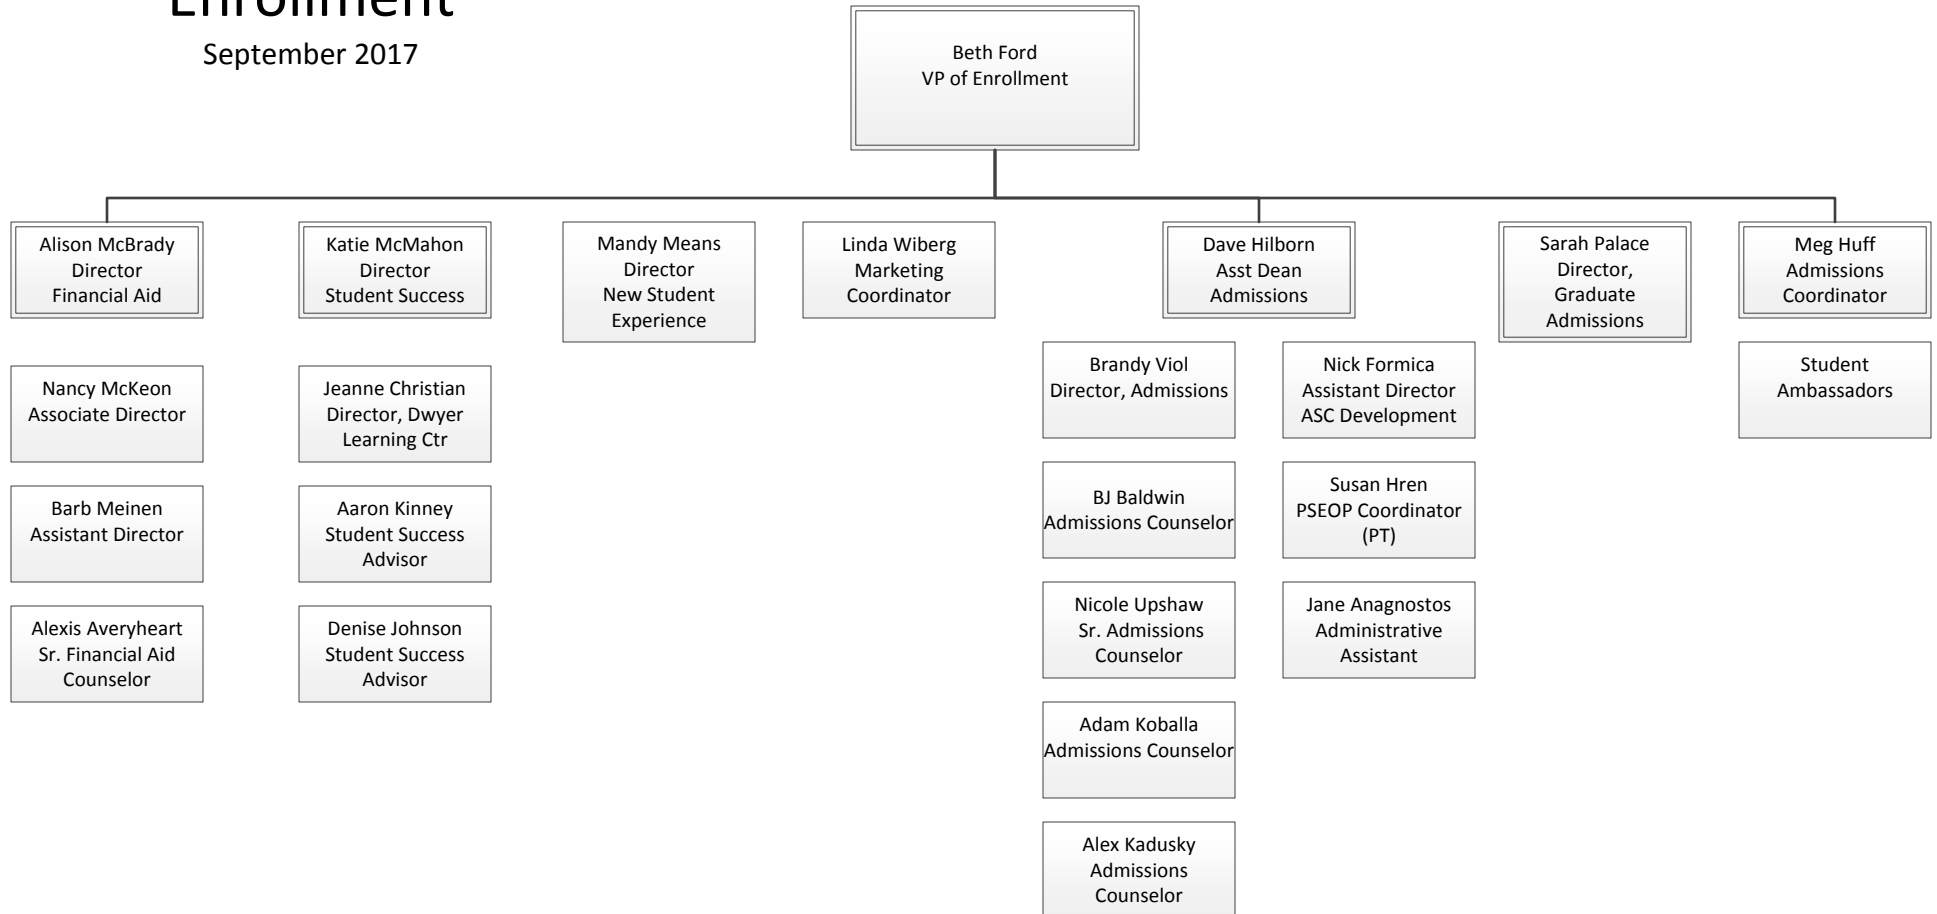 Enrollment
September 2017
Beth Ford
VP of Enrollment
Alison McBrady
Director
Financial Aid
Katie McMahon
Director
Student Success
Mandy Means
Director
New Student
Experience
Linda Wiberg
Marketing
Coordinator
Dave Hilborn
Asst Dean
Admissions
Sarah Palace
Director,
Graduate
Admissions
Meg Huff
Admissions
Coordinator
Nancy McKeon
Associate Director
Barb Meinen
Assistant Director
Alexis Averyheart
Sr. Financial Aid
Counselor
Jeanne Christian
Director, Dwyer
Learning Ctr
Aaron Kinney
Student Success
Advisor
Denise Johnson
Student Success
Advisor
Brandy Viol
Director, Admissions
BJ Baldwin
Admissions Counselor
Nicole Upshaw
Sr. Admissions
Counselor
Adam Koballa
Admissions Counselor
Alex Kadusky
Admissions
Counselor
Nick Formica
Assistant Director
ASC Development
Susan Hren
PSEOP Coordinator
(PT)
Jane Anagnostos
Administrative
Assistant
Student
Ambassadors